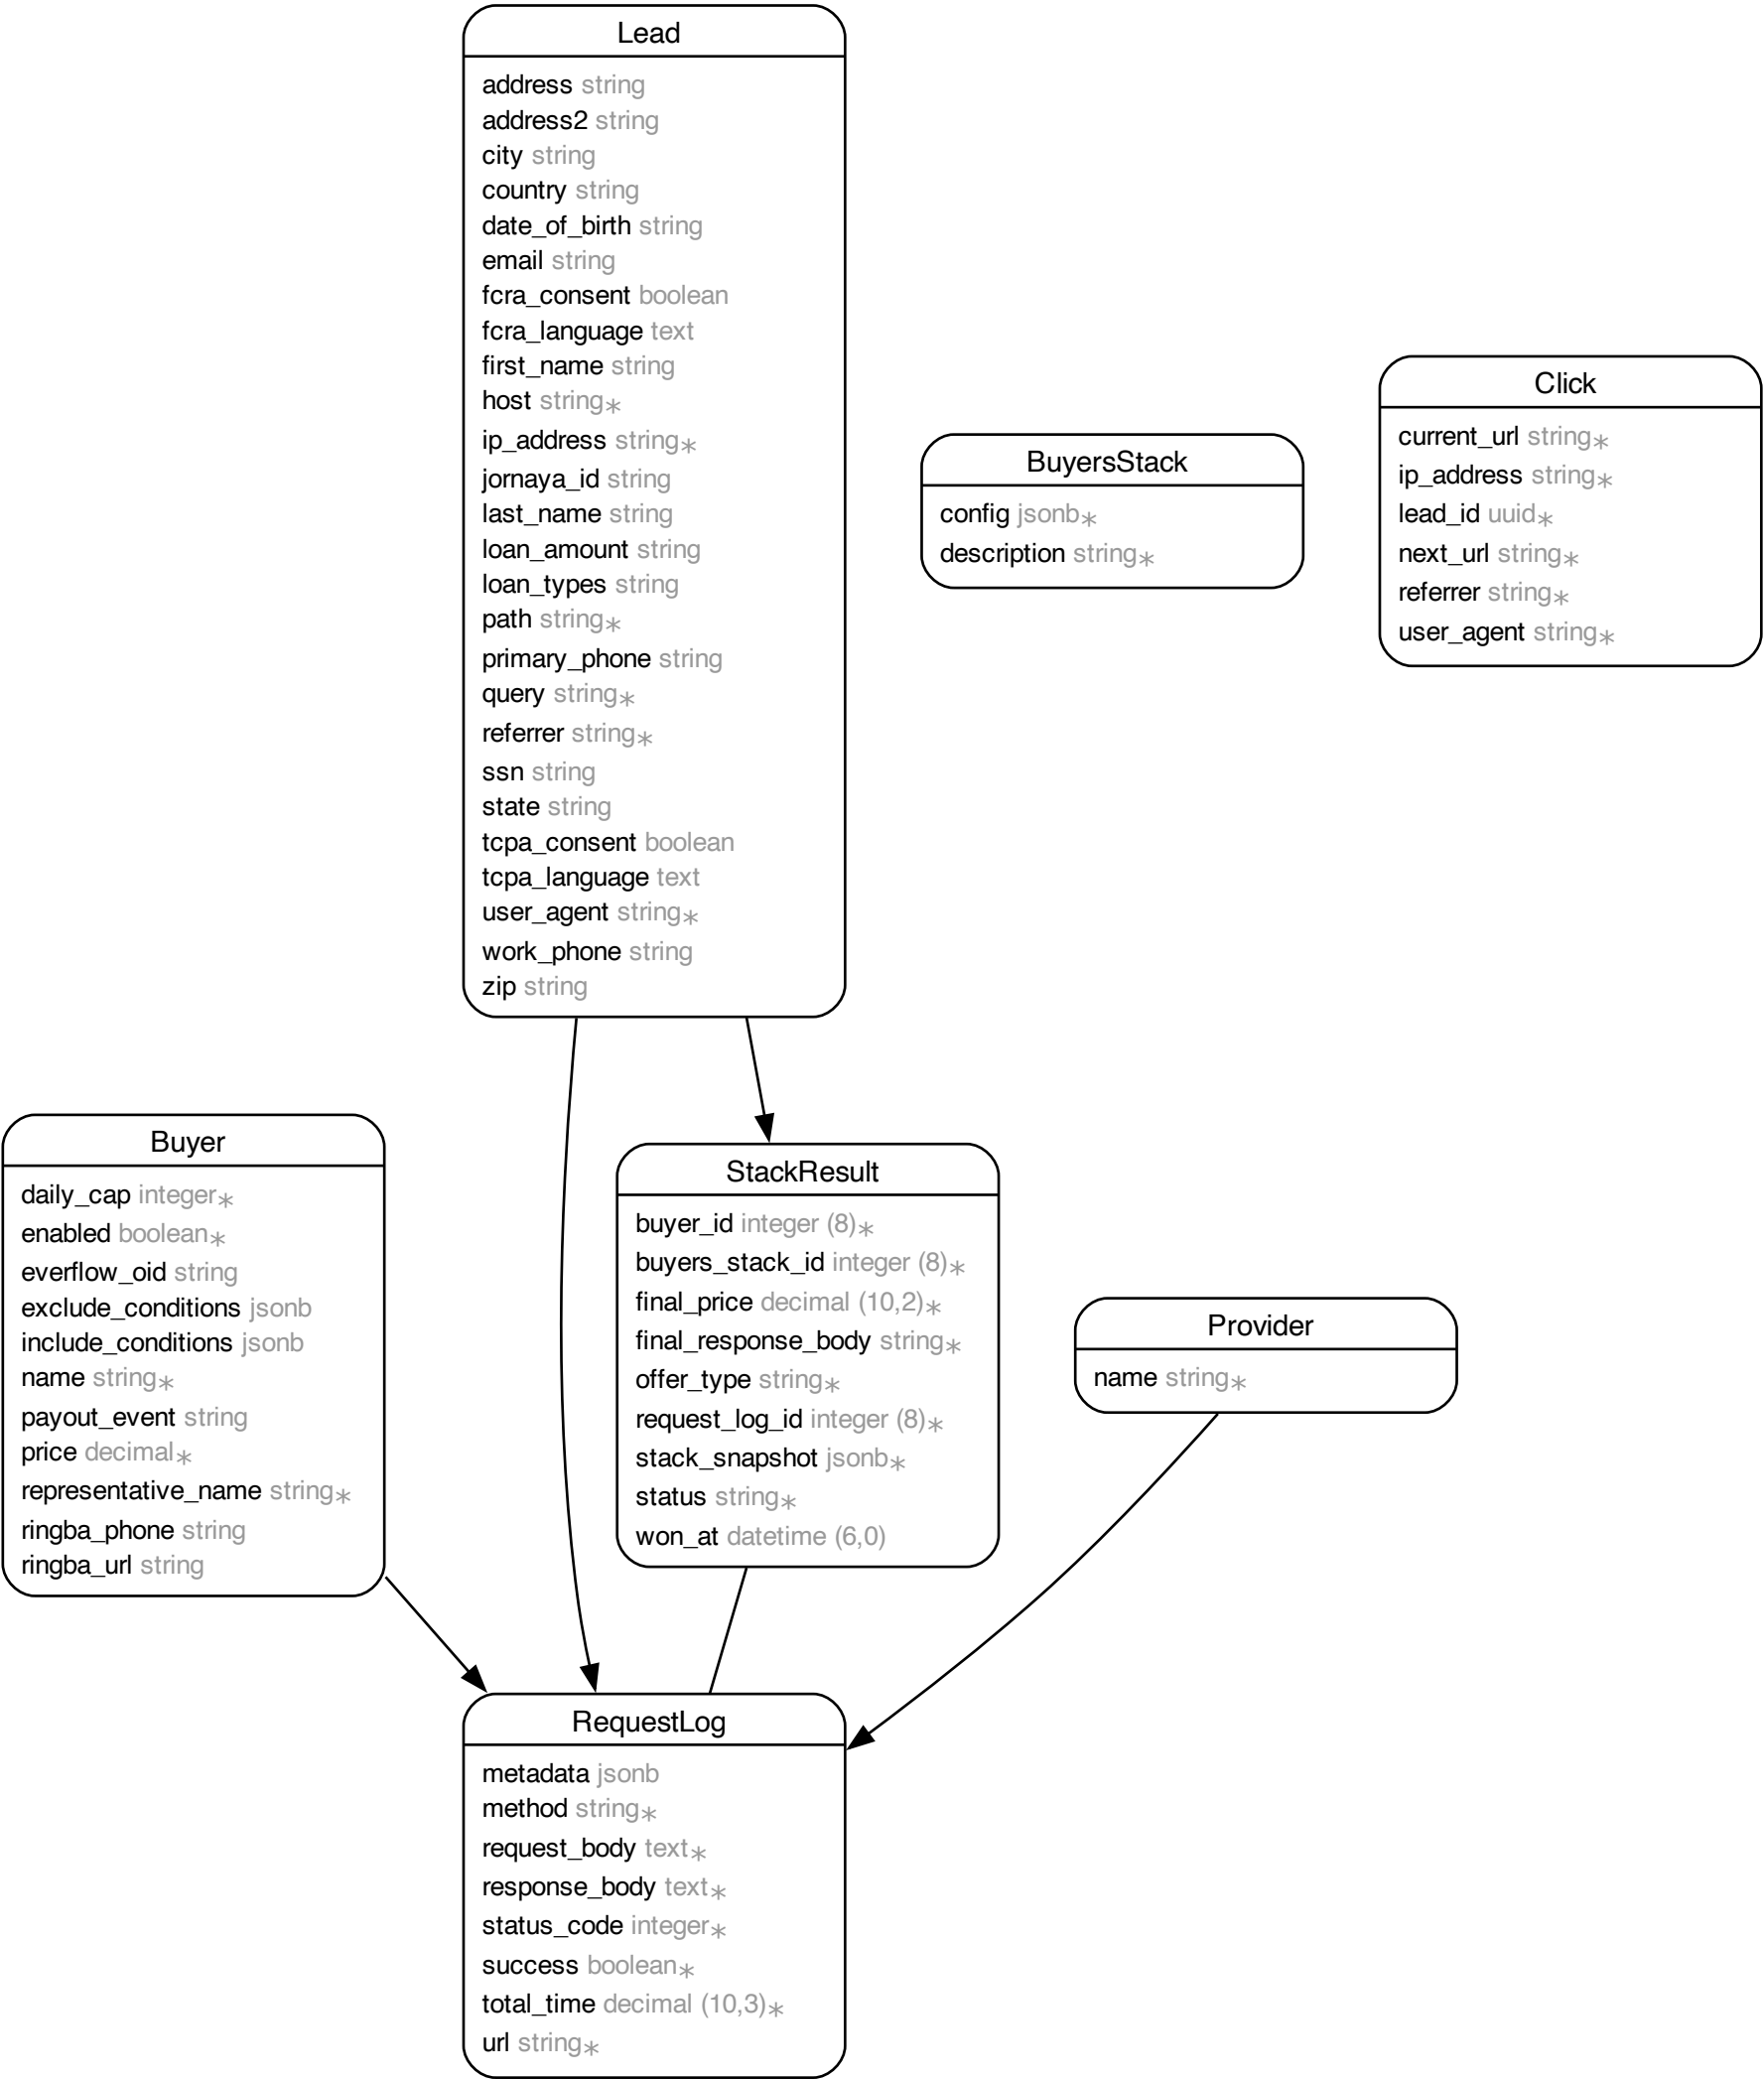 Lead
address string
address2 string
city string
country string
date_of_birth string
email string
fcra_consent boolean
fcra_language text
first_name string
host string*
ip_address string*
jornaya_id string
last_name string
loan_amount string
loan_types string
path string*
primary_phone string
query string*
referrer string*
ssn string
state string
tcpa_consent boolean
tcpa_language text
user_agent string*
work_phone string
zip string
BuyersStack
config jsonb*
description string*
Click
current_url string*
ip_address string*
lead_id uuid*
next_url string*
referrer string*
user_agent string*
Buyer
daily_cap integer*
enabled boolean*
everflow_oid string
exclude_conditions jsonb
include_conditions jsonb
name string*
payout_event string
price decimal*
representative_name string*
ringba_phone string
ringba_url string
StackResult
buyer_id integer (8)*
buyers_stack_id integer (8)*
final_price decimal (10,2)*
final_response_body string*
offer_type string*
request_log_id integer (8)*
stack_snapshot jsonb*
status string*
won_at datetime (6,0)
Provider
name string*
RequestLog
metadata jsonb
method string*
request_body text*
response_body text*
status_code integer*
success boolean*
total_time decimal (10,3)*
url string*